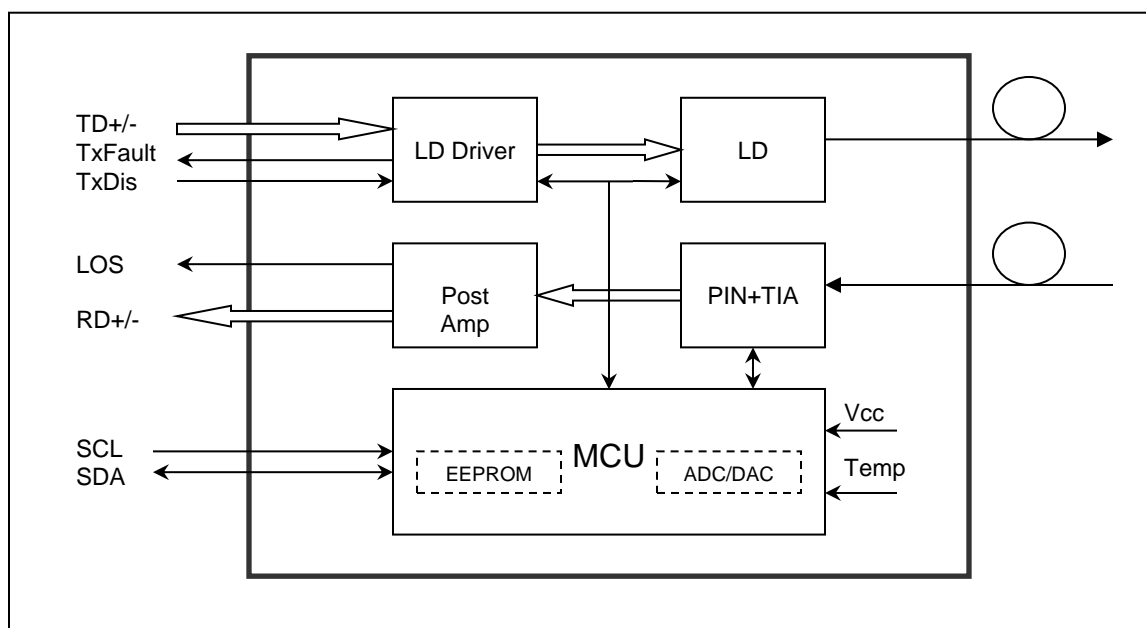 TD+/-
TxFault
TxDis
LD Driver
LD
LOS
RD+/-
Post
Amp
PIN+TIA
SCL
SDA
MCU
EEPROM
ADC/DAC
Vcc
Temp